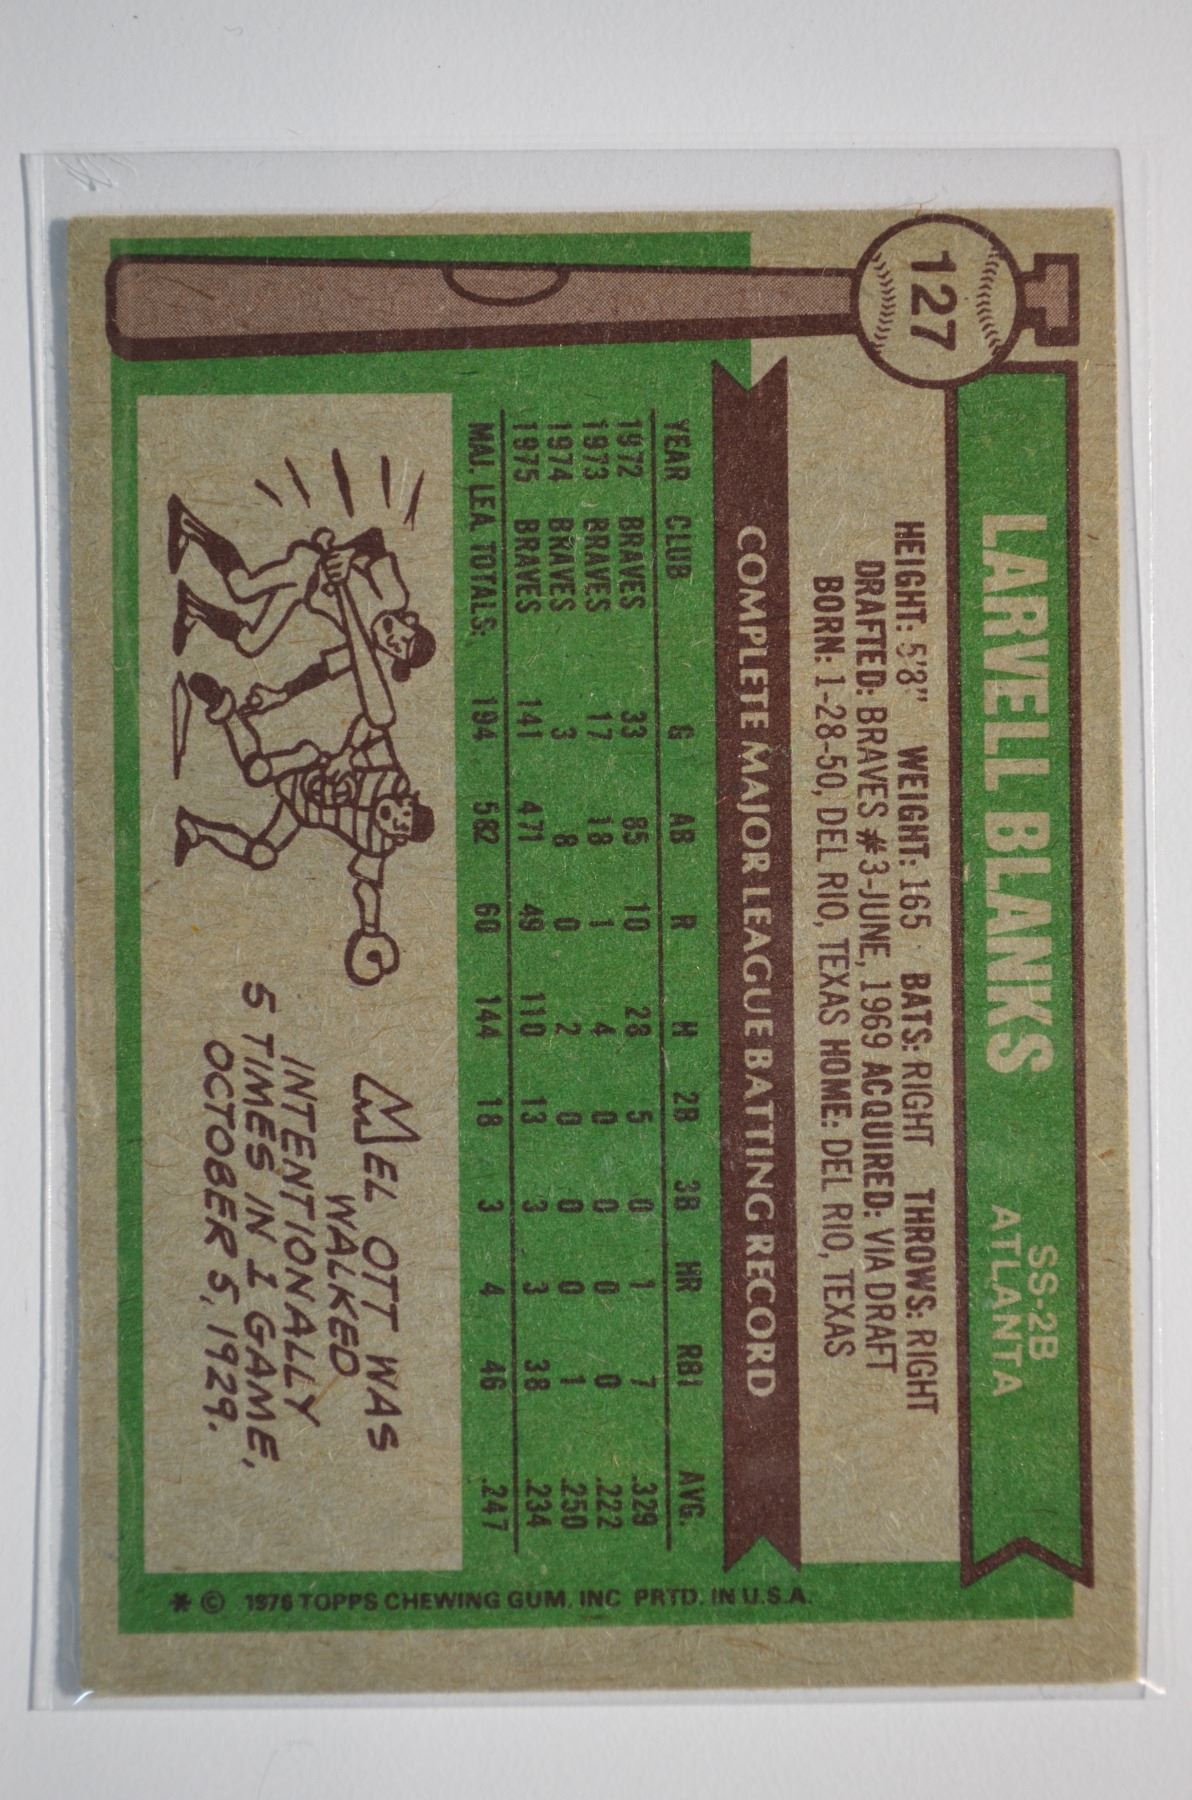 127
LARVELL BLANKS
SS-2B
ATLANTA
HEIGHT: 5'8" WEIGHT: 165 BATS: RIGHT THROWS: RIGHT
DRAFTED: BRAVES #3-JUNE, 1969 ACQUIRED: VIA DRAFT
BORN: 1-28-50, DEL RIO, TEXAS HOME: DEL RIO, TEXAS
COMPLETE MAJOR LEAGUE BATTING RECORD
YEAR CLUB G AB R H 2B 3B HR RBI AVG.
1972 BRAVES 33 85 10 28 5 0 1 7 .329
1973 BRAVES 17 18 1 4 0 0 0 0 .222
1974 BRAVES 3 8 0 2 0 0 0 1 .250
1975 BRAVES 141 471 49 110 13 3 3 38 .234
MAJ. LEA. TOTALS: 194 582 60 144 18 3 4 46 .247
MEL OTT WAS
WALKED
INTENTIONALLY
5 TIMES IN 1 GAME,
OCTOBER 5, 1929.
* © 1976 TOPPS CHEWING GUM, INC PRTD. IN U.S.A.